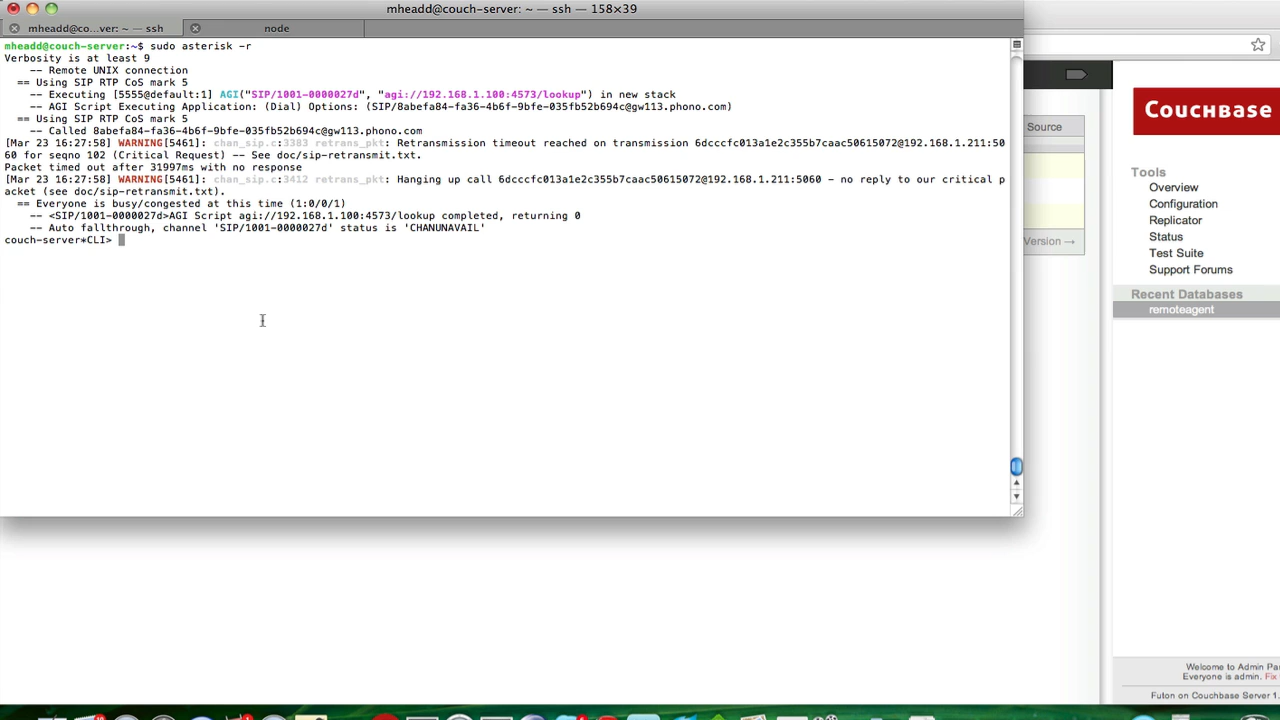 mheadd@couch-server: ~ — ssh — 158×39
mheadd@co...ver: ~ — ssh
node
mheadd@couch-server:~$ sudo asterisk -r
Verbosity is at least 9
-- Remote UNIX connection
== Using SIP RTP CoS mark 5
-- Executing [5555@default:1] AGI("SIP/1001-0000027d", "agi://192.168.1.100:4573/lookup") in new stack
-- AGI Script Executing Application: (Dial) Options: (SIP/8abefa84-fa36-4b6f-9bfe-035fb52b694c@gw113.phono.com)
== Using SIP RTP CoS mark 5
-- Called 8abefa84-fa36-4b6f-9bfe-035fb52b694c@gw113.phono.com
[Mar 23 16:27:58] WARNING[5461]: chan_sip.c:3383 retrans_pkt: Retransmission timeout reached on transmission 6dcccfc013a1e2c355b7caac50615072@192.168.1.211:50
60 for seqno 102 (Critical Request) -- See doc/sip-retransmit.txt.
Packet timed out after 31997ms with no response
[Mar 23 16:27:58] WARNING[5461]: chan_sip.c:3412 retrans_pkt: Hanging up call 6dcccfc013a1e2c355b7caac50615072@192.168.1.211:5060 - no reply to our critical p
acket (see doc/sip-retransmit.txt).
== Everyone is busy/congested at this time (1:0/0/1)
-- <SIP/1001-0000027d>AGI Script agi://192.168.1.100:4573/lookup completed, returning 0
-- Auto fallthrough, channel 'SIP/1001-0000027d' status is 'CHANUNAVAIL'
couch-server*CLI>
Source
Version →
COUCHBASE
Tools
Overview
Configuration
Replicator
Status
Test Suite
Support Forums
Recent Databases
remoteagent
Welcome to Admin Pa
Everyone is admin. Fix
Futon on Couchbase Server 1.